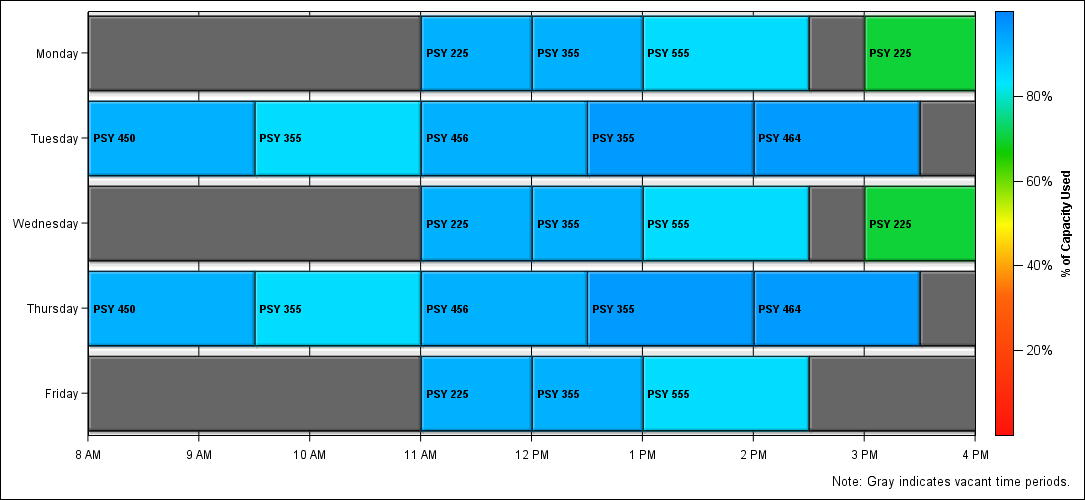 Monday
PSY 225
PSY 355
PSY 555
PSY 225
Tuesday
PSY 450
PSY 355
PSY 456
PSY 355
PSY 464
Wednesday
PSY 225
PSY 355
PSY 555
PSY 225
Thursday
PSY 450
PSY 355
PSY 456
PSY 355
PSY 464
Friday
PSY 225
PSY 355
PSY 555
8 AM
9 AM
10 AM
11 AM
12 PM
1 PM
2 PM
3 PM
4 PM
80%
60%
40%
20%
% of Capacity Used
Note: Gray indicates vacant time periods.